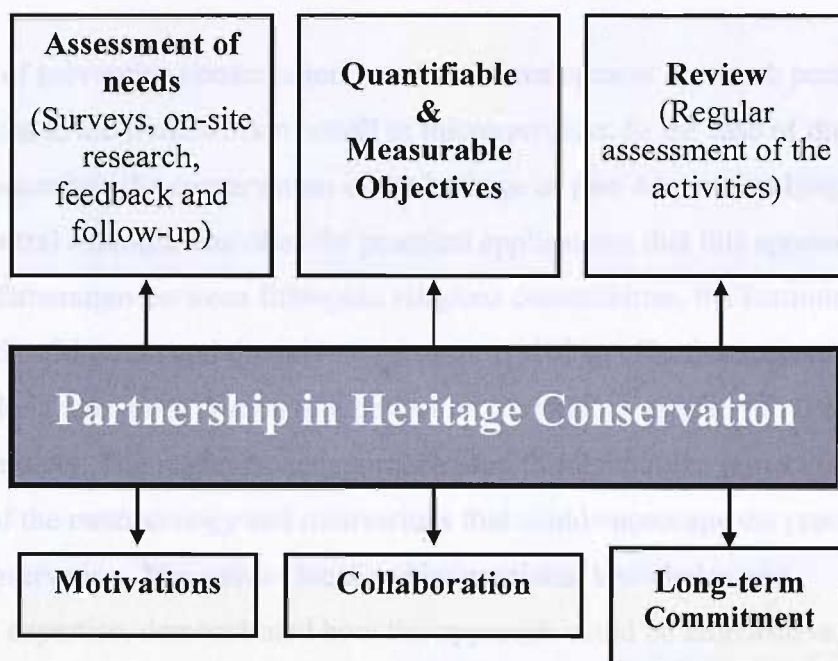 Assessment of
needs
(Surveys, on-site
research,
feedback and
follow-up)
Quantifiable
&
Measurable
Objectives
Review
(Regular
assessment of the
activities)
Partnership in Heritage Conservation
Motivations
Collaboration
Long-term
Commitment